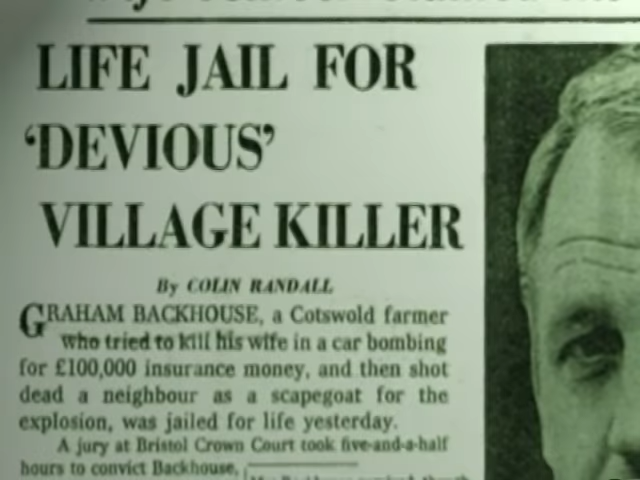 LIFE JAIL FOR
'DEVIOUS'
VILLAGE KILLER
By COLIN RANDALL
GRAHAM BACKHOUSE, a Cotswold farmer
who tried to kill his wife in a car bombing
for £100,000 insurance money, and then shot
dead a neighbour as a scapegoat for the
explosion, was jailed for life yesterday.
A jury at Bristol Crown Court took five-and-a-half
hours to convict Backhouse,